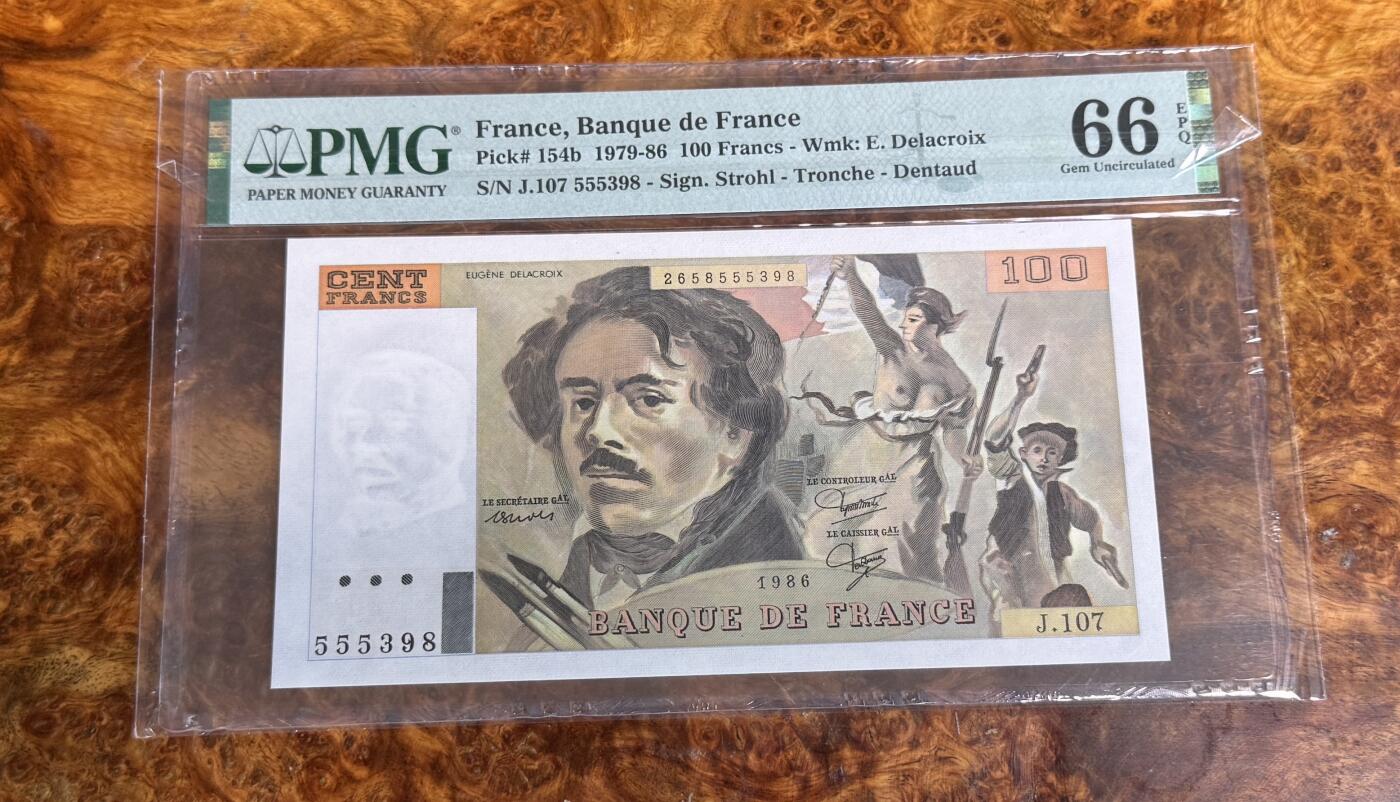 PMG®
PAPER MONEY GUARANTY
France, Banque de France
Pick# 154b 1979-86 100 Francs - Wmk: E. Delacroix
S/N J.107 555398 - Sign. Strohl - Tronche - Dentaud
66
EPQ
Gem Uncirculated
CENT
FRANCS
EUGÈNE DELACROIX
2658555398
100
LE SECRÉTAIRE GAL
LE CONTROLEUR GAL
LE CAISSIER GAL
1986
BANQUE DE FRANCE
J.107
555398